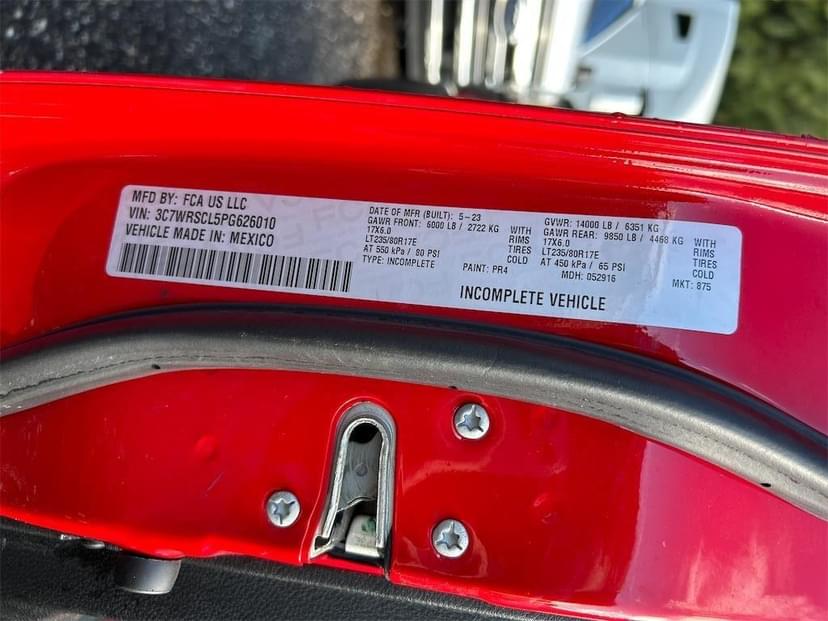 MFD BY: FCA US LLC
VIN: 3C7WRSCL5PG626010
VEHICLE MADE IN: MEXICO
DATE OF MFR (BUILT): 5-23
GAWR FRONT: 6000 LB / 2722 KG WITH
17X6.0 RIMS
LT235/80R17E TIRES
AT 550 kPa / 80 PSI COLD
TYPE: INCOMPLETE PAINT: PR4
GVWR: 14000 LB / 6351 KG
GAWR REAR: 9850 LB / 4468 KG WITH
17X6.0 RIMS
LT235/80R17E TIRES
AT 450 kPa / 65 PSI COLD
MDH: 052916 MKT: 875
INCOMPLETE VEHICLE